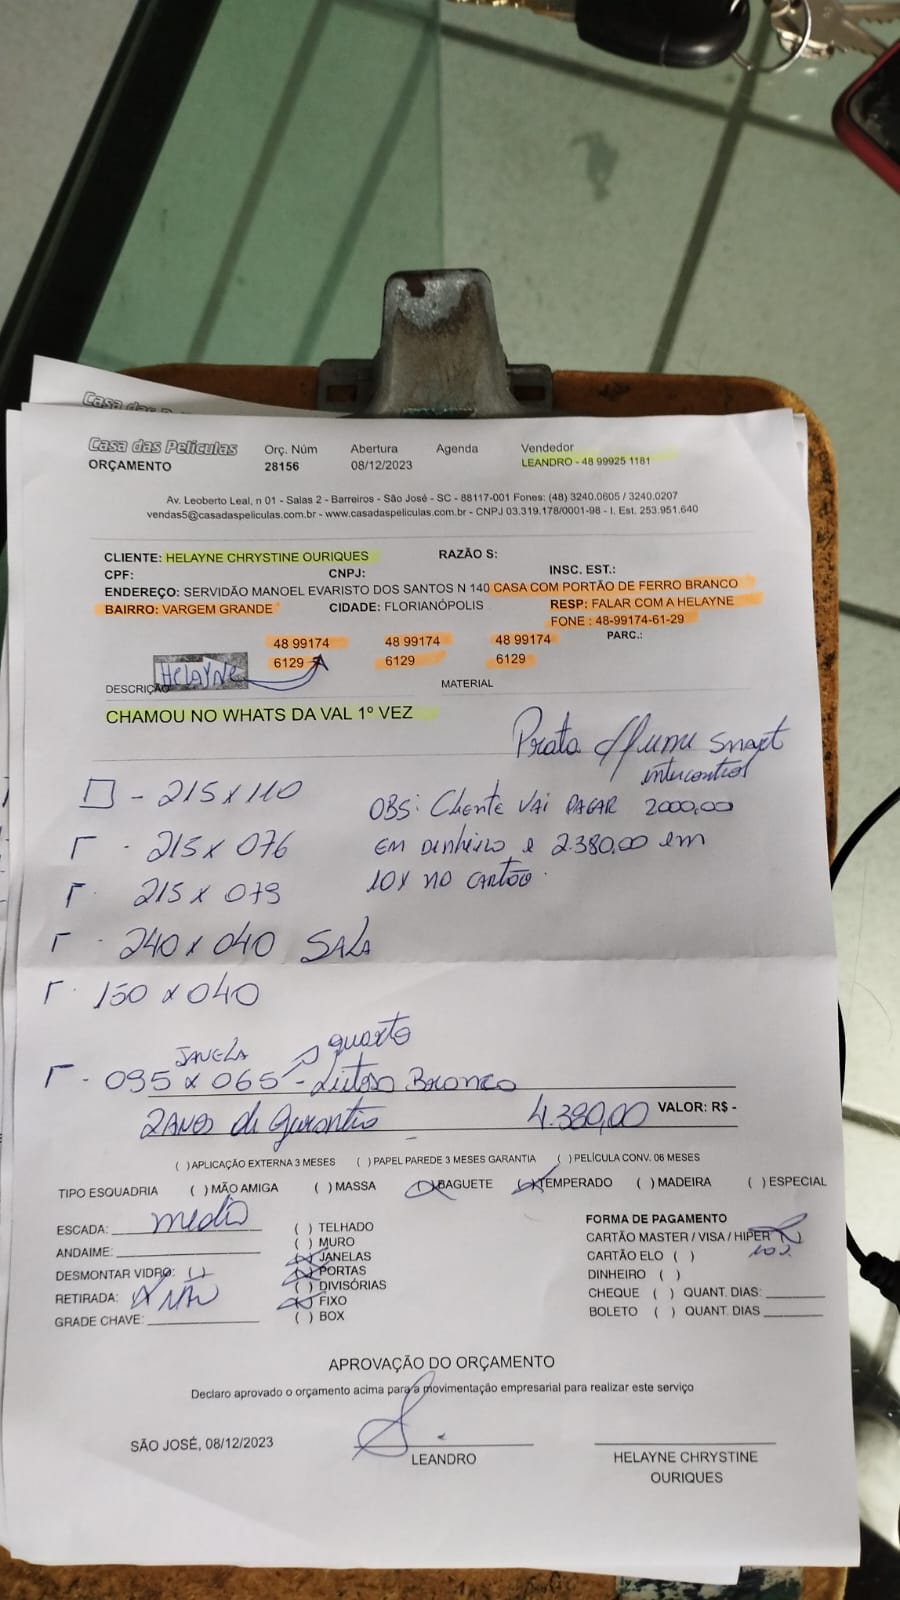 Casa das Películas
Casa das Películas Orç. Núm Abertura Agenda Vendedor
ORÇAMENTO 28156 08/12/2023 LEANDRO - 48 99925 1181
Av. Leoberto Leal, n 01 - Salas 2 - Barreiros - São José - SC - 88117-001 Fones: (48) 3240.0605 / 3240.0207
vendas5@casadaspeliculas.com.br - www.casadaspeliculas.com.br - CNPJ 03.319.178/0001-98 - I. Est. 253.951.640
CLIENTE: HELAYNE CHRYSTINE OURIQUES RAZÃO S:
CPF: CNPJ: INSC. EST.:
ENDEREÇO: SERVIDÃO MANOEL EVARISTO DOS SANTOS N 140 CASA COM PORTÃO DE FERRO BRANCO
BAIRRO: VARGEM GRANDE CIDADE: FLORIANÓPOLIS RESP: FALAR COM A HELAYNE
FONE : 48-99174-61-29
48 99174 48 99174 48 99174 PARC.:
6129 6129 6129
HELAYNE
DESCRIÇÃO MATERIAL
CHAMOU NO WHATS DA VAL 1º VEZ
Prata smart
- 215 x 110
OBS: Cliente vai pagar 2000,00
- 215 x 076 em dinheiro e 2.380,00 em
215 x 079 10x no cartão.
- 240 x 040 SALA
150 x 040
JANELA quarto
- 095 x 065 -
2 ANOS de Garantia 4.380,00 VALOR: R$ -
( ) APLICAÇÃO EXTERNA 3 MESES ( ) PAPEL PAREDE 3 MESES GARANTIA ( ) PELÍCULA CONV. 06 MESES
TIPO ESQUADRIA ( ) MÃO AMIGA ( ) MASSA (X) BAGUETE (X) TEMPERADO ( ) MADEIRA ( ) ESPECIAL
ESCADA: medio ( ) TELHADO FORMA DE PAGAMENTO
ANDAIME: ( ) MURO CARTÃO MASTER / VISA / HIPER
DESMONTAR VIDRO: ( ) (X) JANELAS CARTÃO ELO ( ) 10x
RETIRADA: X NÃO (X) PORTAS DINHEIRO ( )
GRADE CHAVE: ( ) DIVISÓRIAS CHEQUE ( ) QUANT. DIAS:
(X) FIXO BOLETO ( ) QUANT. DIAS
( ) BOX
APROVAÇÃO DO ORÇAMENTO
Declaro aprovado o orçamento acima para a movimentação empresarial para realizar este serviço
SÃO JOSÉ, 08/12/2023
LEANDRO HELAYNE CHRYSTINE
OURIQUES